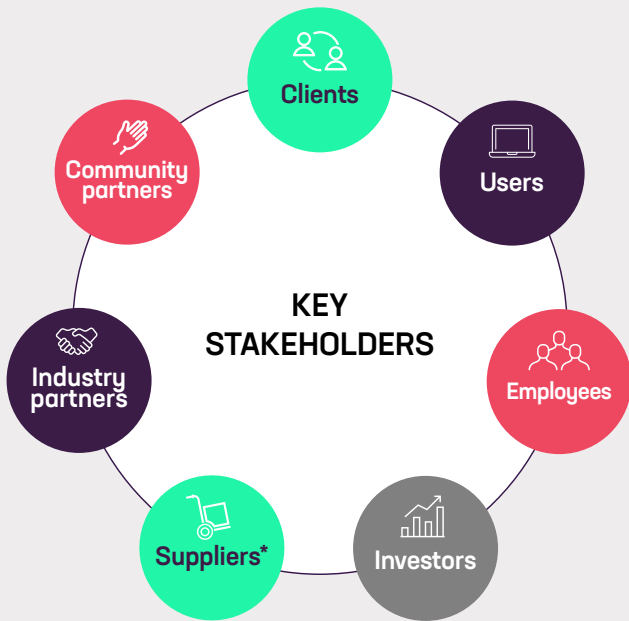 Clients
Users
Employees
Investors
Suppliers*
Industry
partners
Community
partners
KEY
STAKEHOLDERS